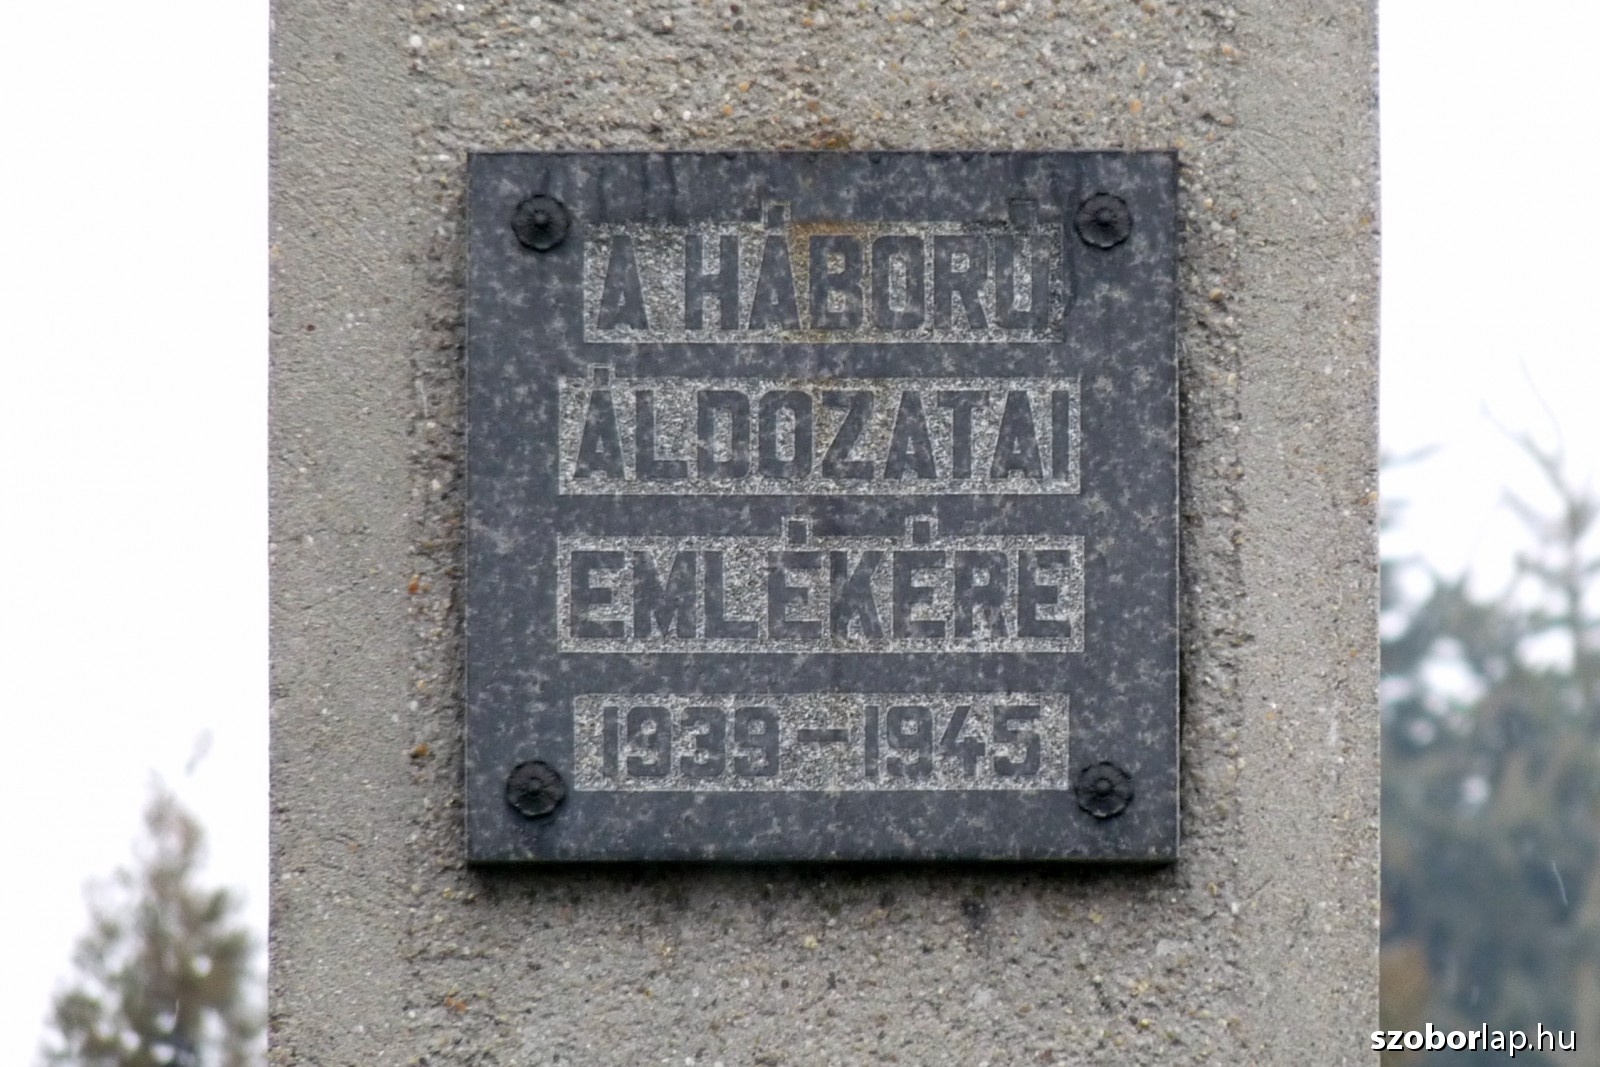 A HÁBORÚ
ÁLDOZATAI
EMLÉKÉRE
1939-1945
szoborlap.hu